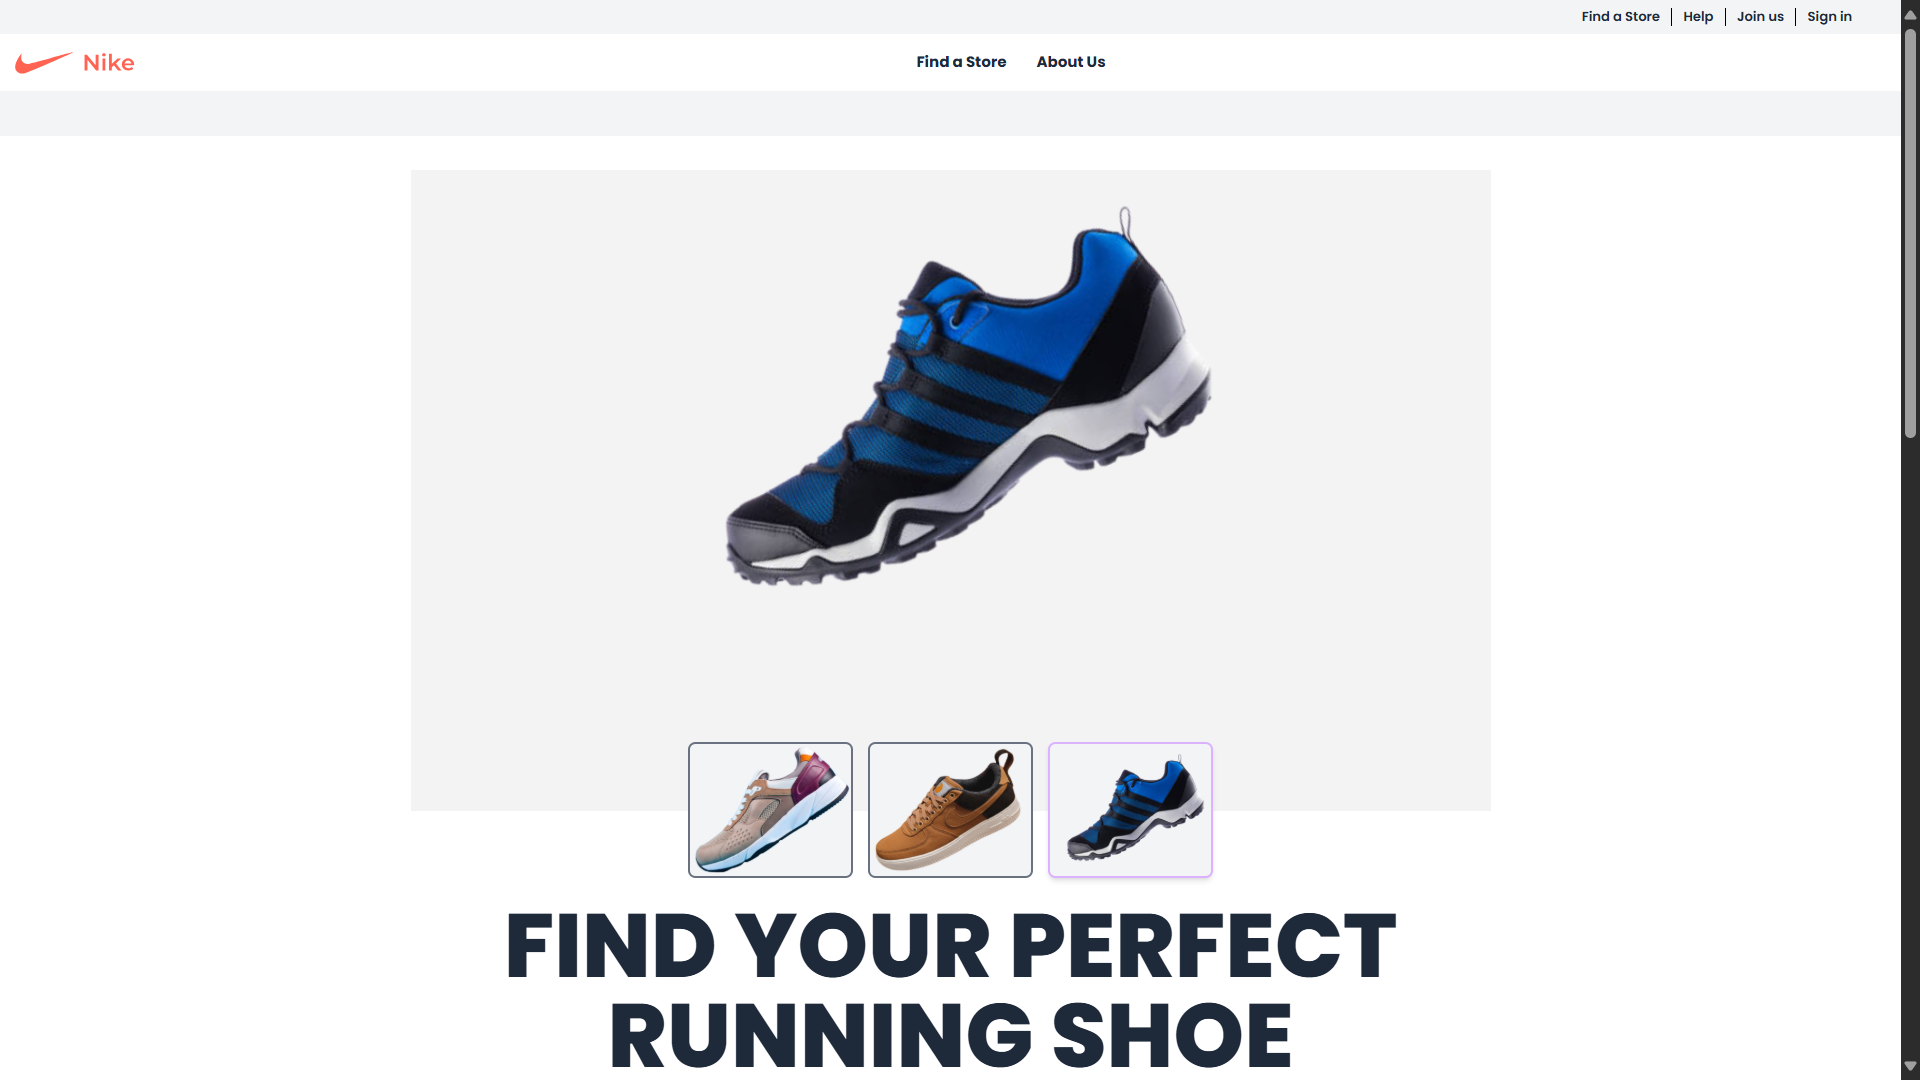 Find a Store
Help
Join us
Sign in
Nike
Find a Store
About Us
FIND YOUR PERFECT
RUNNING SHOE